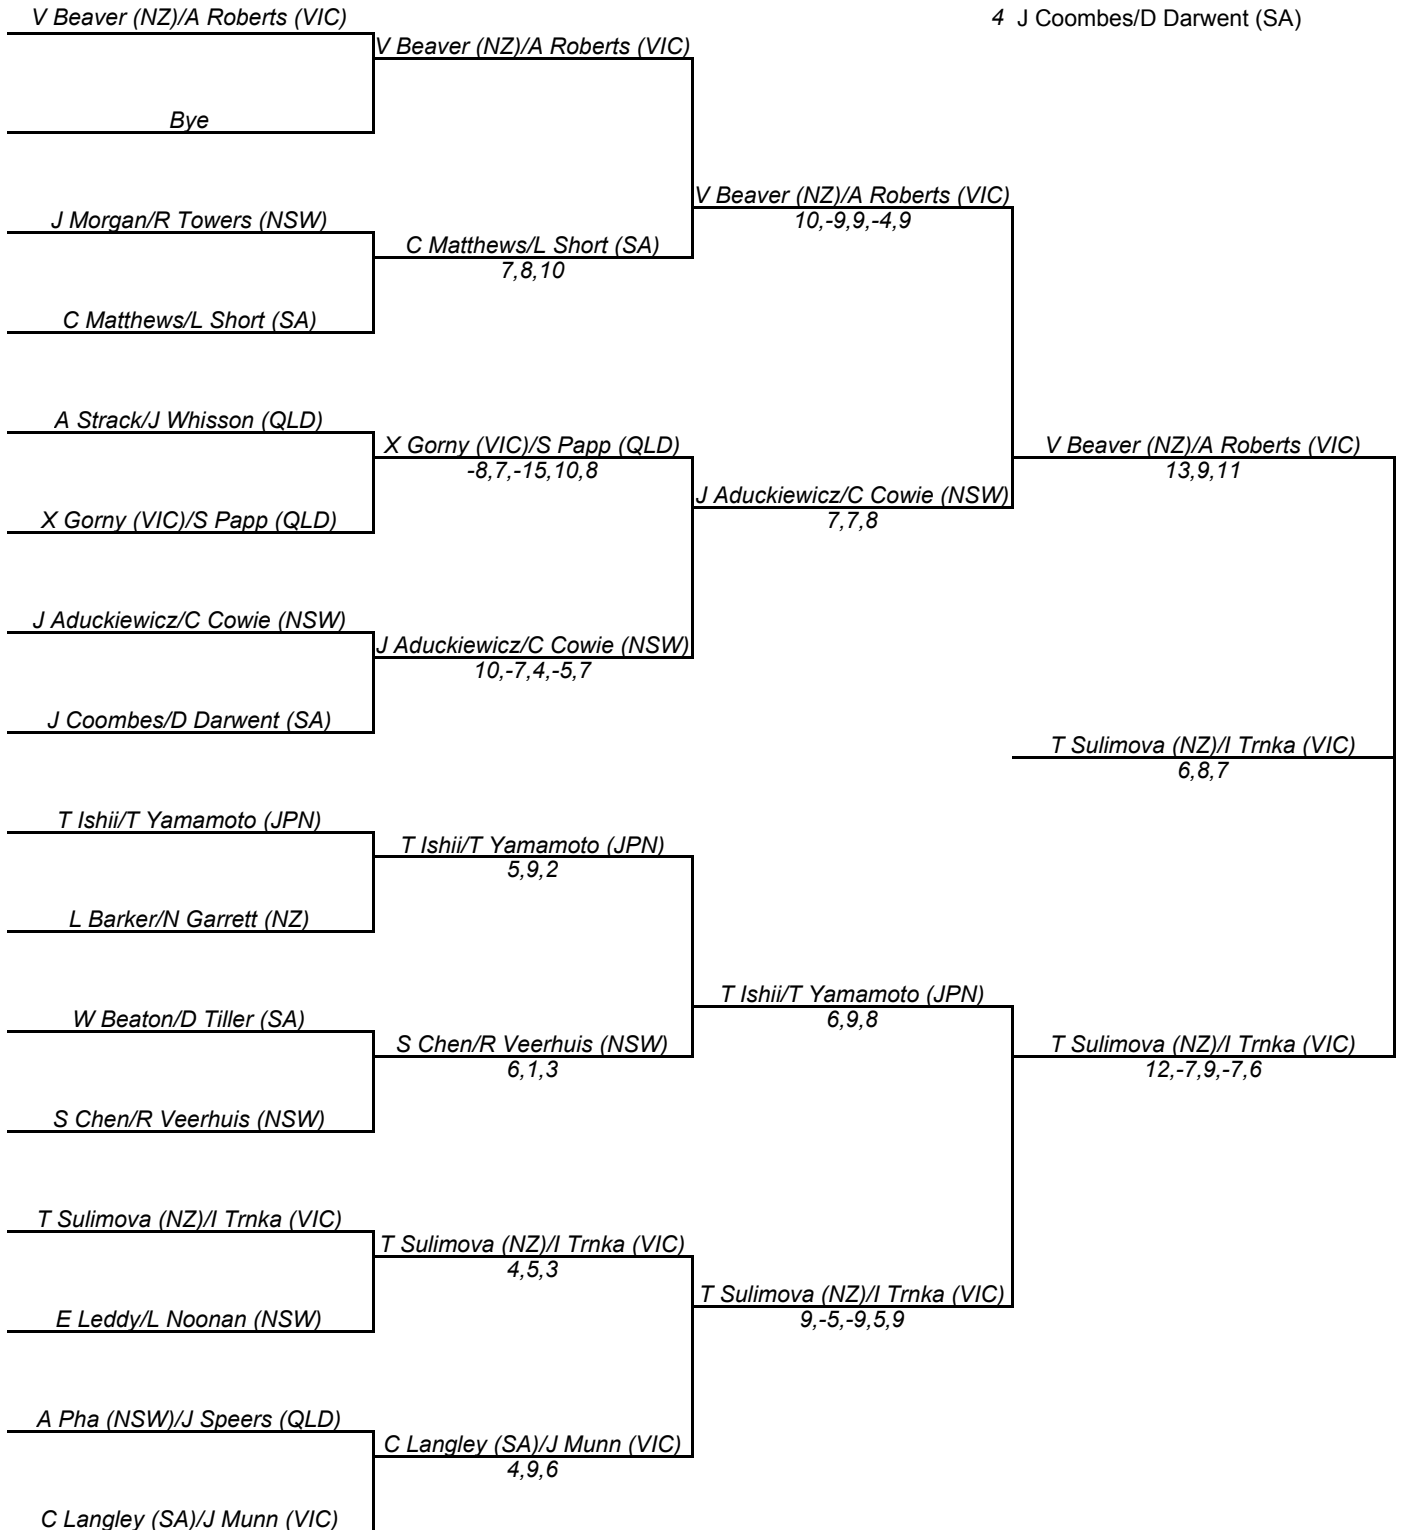 V Beaver (NZ)/A Roberts (VIC)
4 J Coombes/D Darwent (SA)
V Beaver (NZ)/A Roberts (VIC)
Bye
V Beaver (NZ)/A Roberts (VIC)
10,-9,9,-4,9
J Morgan/R Towers (NSW)
C Matthews/L Short (SA)
7,8,10
C Matthews/L Short (SA)
A Strack/J Whisson (QLD)
X Gorny (VIC)/S Papp (QLD)
-8,7,-15,10,8
V Beaver (NZ)/A Roberts (VIC)
13,9,11
J Aduckiewicz/C Cowie (NSW)
7,7,8
X Gorny (VIC)/S Papp (QLD)
J Aduckiewicz/C Cowie (NSW)
J Aduckiewicz/C Cowie (NSW)
10,-7,4,-5,7
J Coombes/D Darwent (SA)
T Sulimova (NZ)/I Trnka (VIC)
6,8,7
T Ishii/T Yamamoto (JPN)
T Ishii/T Yamamoto (JPN)
5,9,2
L Barker/N Garrett (NZ)
T Ishii/T Yamamoto (JPN)
6,9,8
W Beaton/D Tiller (SA)
S Chen/R Veerhuis (NSW)
6,1,3
T Sulimova (NZ)/I Trnka (VIC)
12,-7,9,-7,6
S Chen/R Veerhuis (NSW)
T Sulimova (NZ)/I Trnka (VIC)
T Sulimova (NZ)/I Trnka (VIC)
4,5,3
T Sulimova (NZ)/I Trnka (VIC)
9,-5,-9,5,9
E Leddy/L Noonan (NSW)
A Pha (NSW)/J Speers (QLD)
C Langley (SA)/J Munn (VIC)
4,9,6
C Langley (SA)/J Munn (VIC)